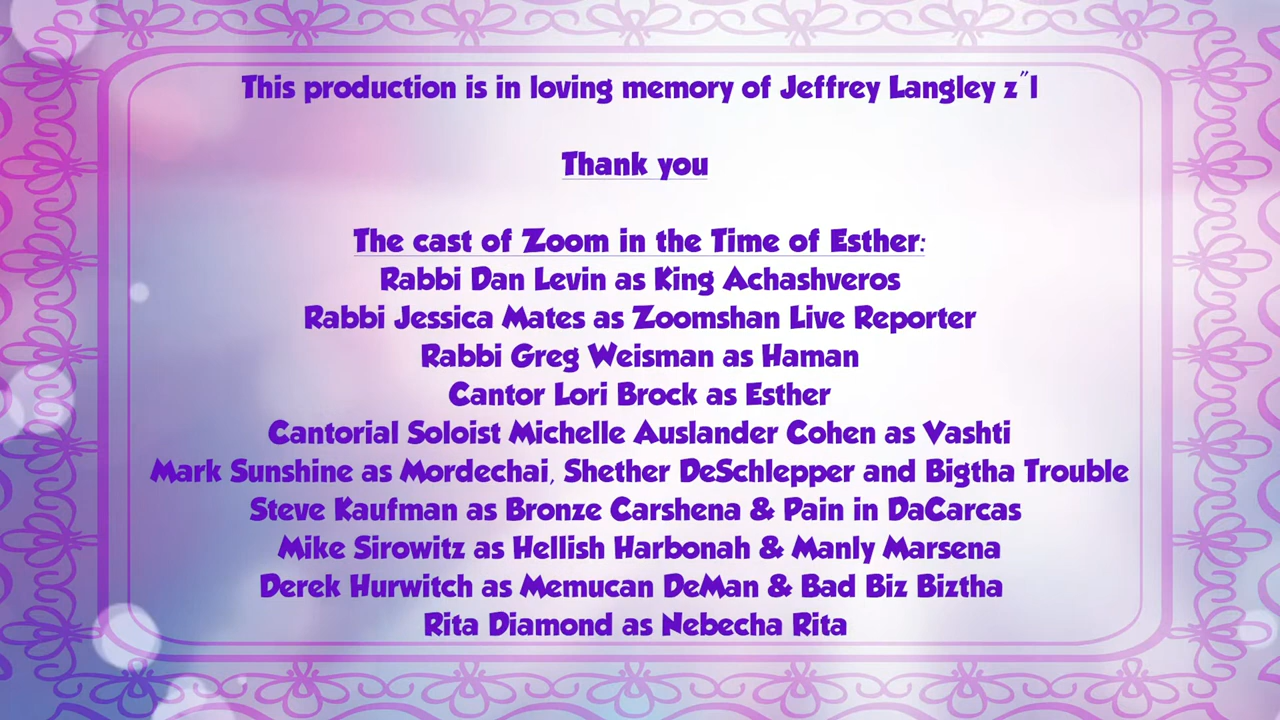 This production is in loving memory of Jeffrey Langley z"l
Thank you
The cast of Zoom in the Time of Esther:
Rabbi Dan Levin as King Achashveros
Rabbi Jessica Mates as Zoomshan Live Reporter
Rabbi Greg Weisman as Haman
Cantor Lori Brock as Esther
Cantorial Soloist Michelle Auslander Cohen as Vashti
Mark Sunshine as Mordechai, Shether DeSchlepper and Bigtha Trouble
Steve Kaufman as Bronze Carshena & Pain in DaCarcas
Mike Sirowitz as Hellish Harbonah & Manly Marsena
Derek Hurwitch as Memucan DeMan & Bad Biz Biztha
Rita Diamond as Nebecha Rita